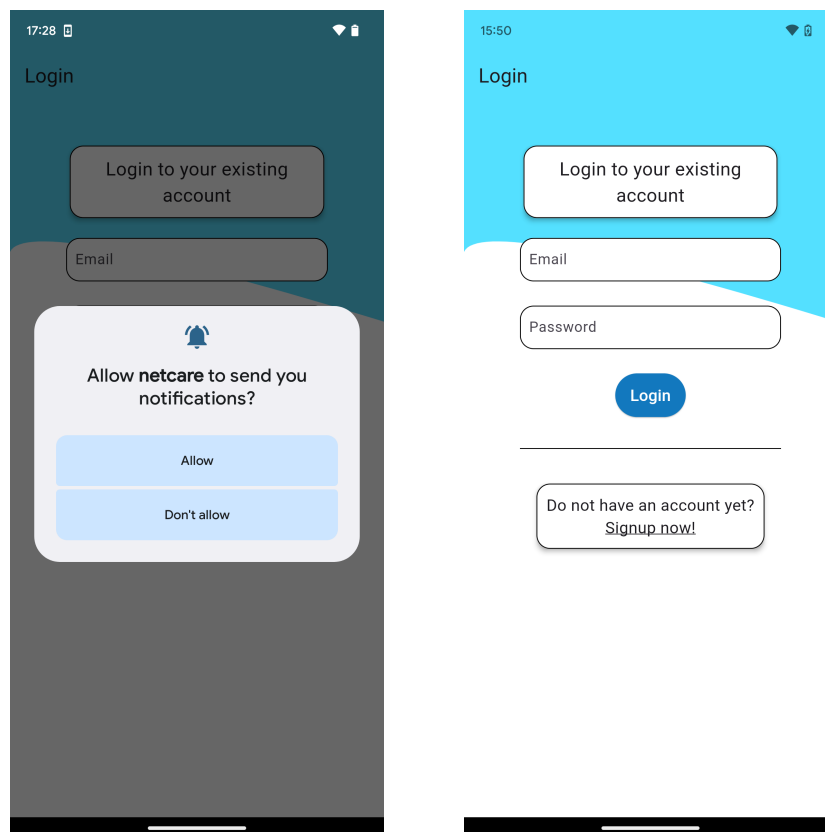 17:28
Login
Login to your existing
account
Email
Allow netcare to send you
notifications?
Allow
Don't allow
15:50
Login
Login to your existing
account
Email
Password
Login
Do not have an account yet?
Signup now!